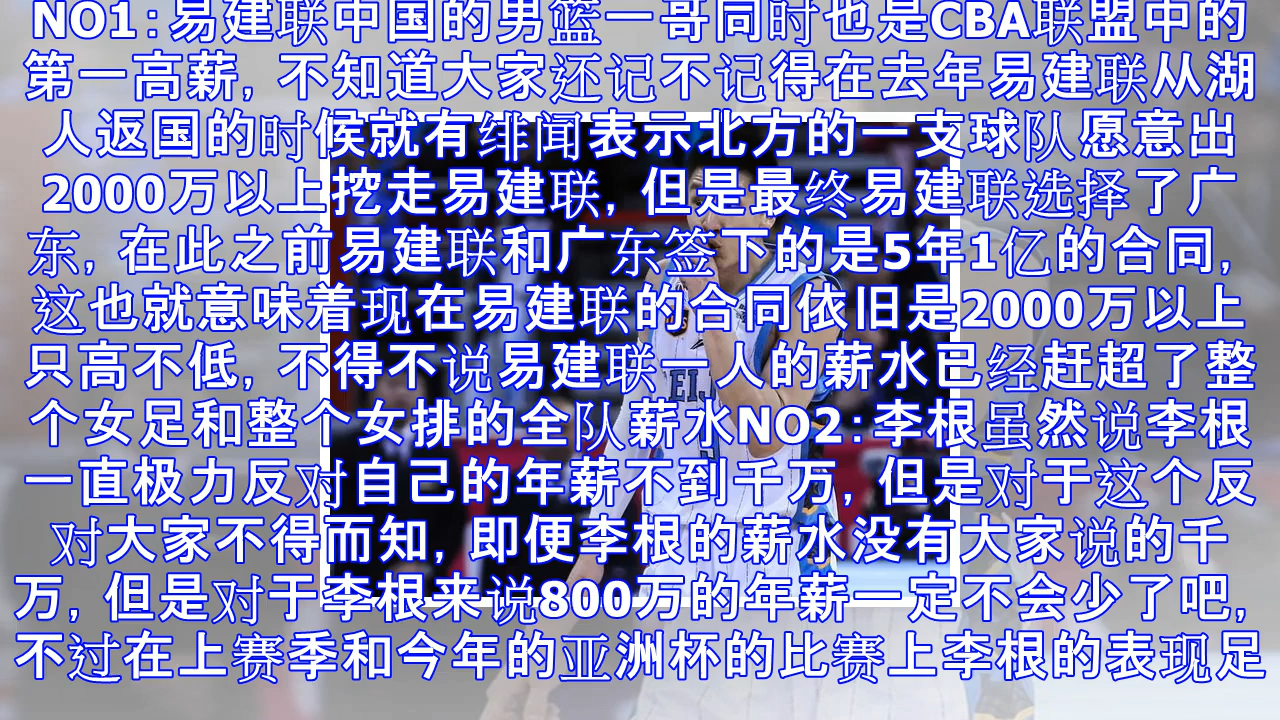 NO1:易建联中国的男篮一哥同时也是CBA联盟中的
第一高薪, 不知道大家还记不记得在去年易建联从湖
人返国的时候就有绯闻表示北方的一支球队愿意出
2000万以上挖走易建联, 但是最终易建联选择了广
东, 在此之前易建联和广东签下的是5年1亿的合同,
这也就意味着现在易建联的合同依旧是2000万以上
只高不低, 不得不说易建联一人的薪水已经赶超了整
个女足和整个女排的全队薪水NO2:李根虽然说李根
一直极力反对自己的年薪不到千万, 但是对于这个反
对大家不得而知, 即便李根的薪水没有大家说的千
万, 但是对于李根来说800万的年薪一定不会少了吧,
不过在上赛季和今年的亚洲杯的比赛上李根的表现足